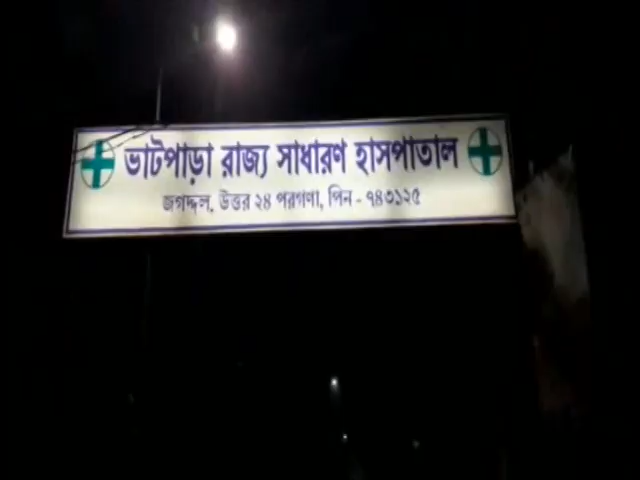 ভাটপাড়া রাজ্য সাধারণ হাসপাতাল
জগদ্দল, উত্তর ২৪ পরগণা, পিন - ৭৪৩১২৫